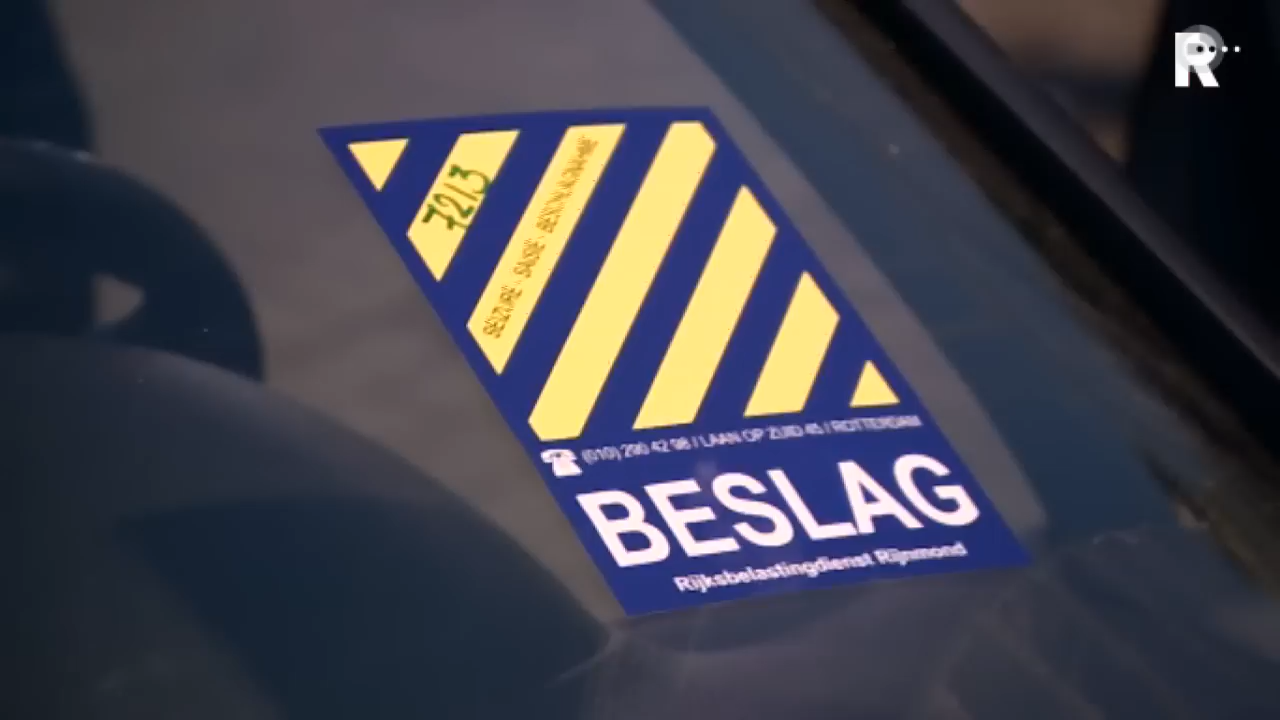 R
7213
SEIZURE · SAISIE · BESCHLAGNAHME
(010) 290 42 98 / LAAN OP ZUID 45 / ROTTERDAM
BESLAG
Rijksbelastingdienst Rijnmond